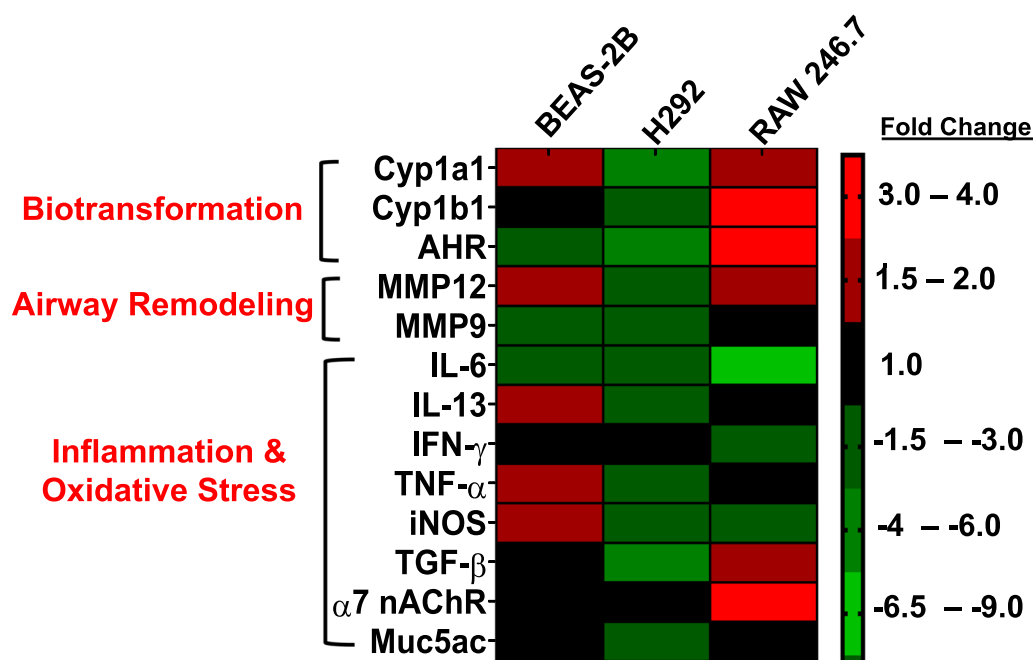 BEAS-2B
H292
RAW 246.7
Fold Change
Biotransformation
Airway Remodeling
Inflammation &
Oxidative Stress
Cyp1a1
Cyp1b1
AHR
MMP12
MMP9
IL-6
IL-13
IFN-γ
TNF-α
iNOS
TGF-β
α7 nAChR
Muc5ac
3.0 – 4.0
1.5 – 2.0
1.0
-1.5 – -3.0
-4 – -6.0
-6.5 – -9.0